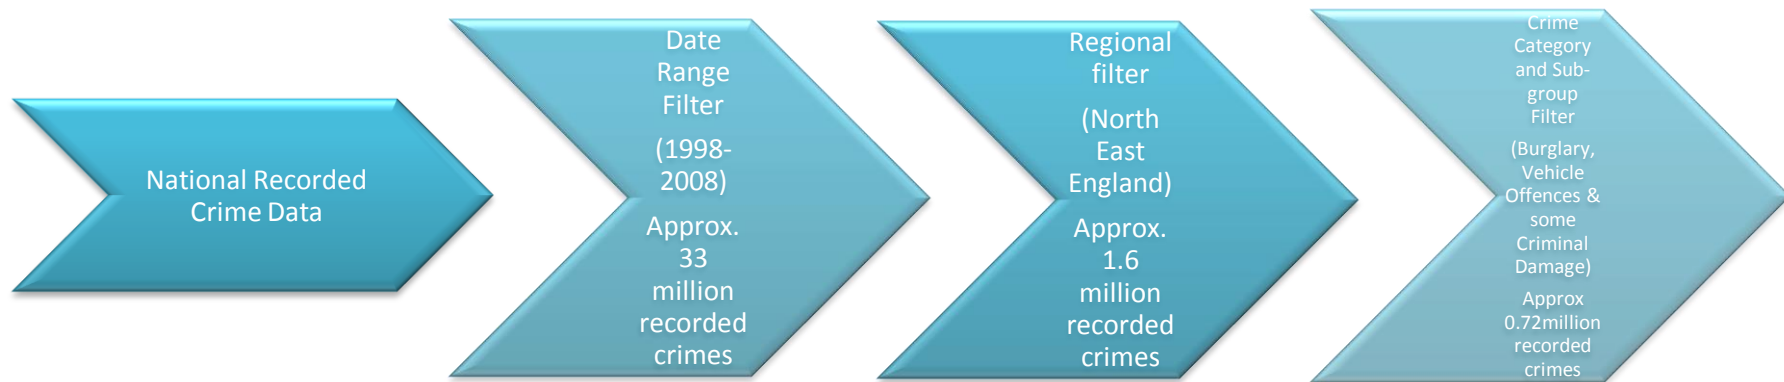 National Recorded
Crime Data
Date
Range
Filter
(1998-
2008)
Approx.
33
million
recorded
crimes
Regional
filter
(North
East
England)
Approx.
1.6
million
recorded
crimes
Crime
Category
and Sub-
group
Filter
(Burglary,
Vehicle
Offences &
some
Criminal
Damage)
Approx
0.72million
recorded
crimes